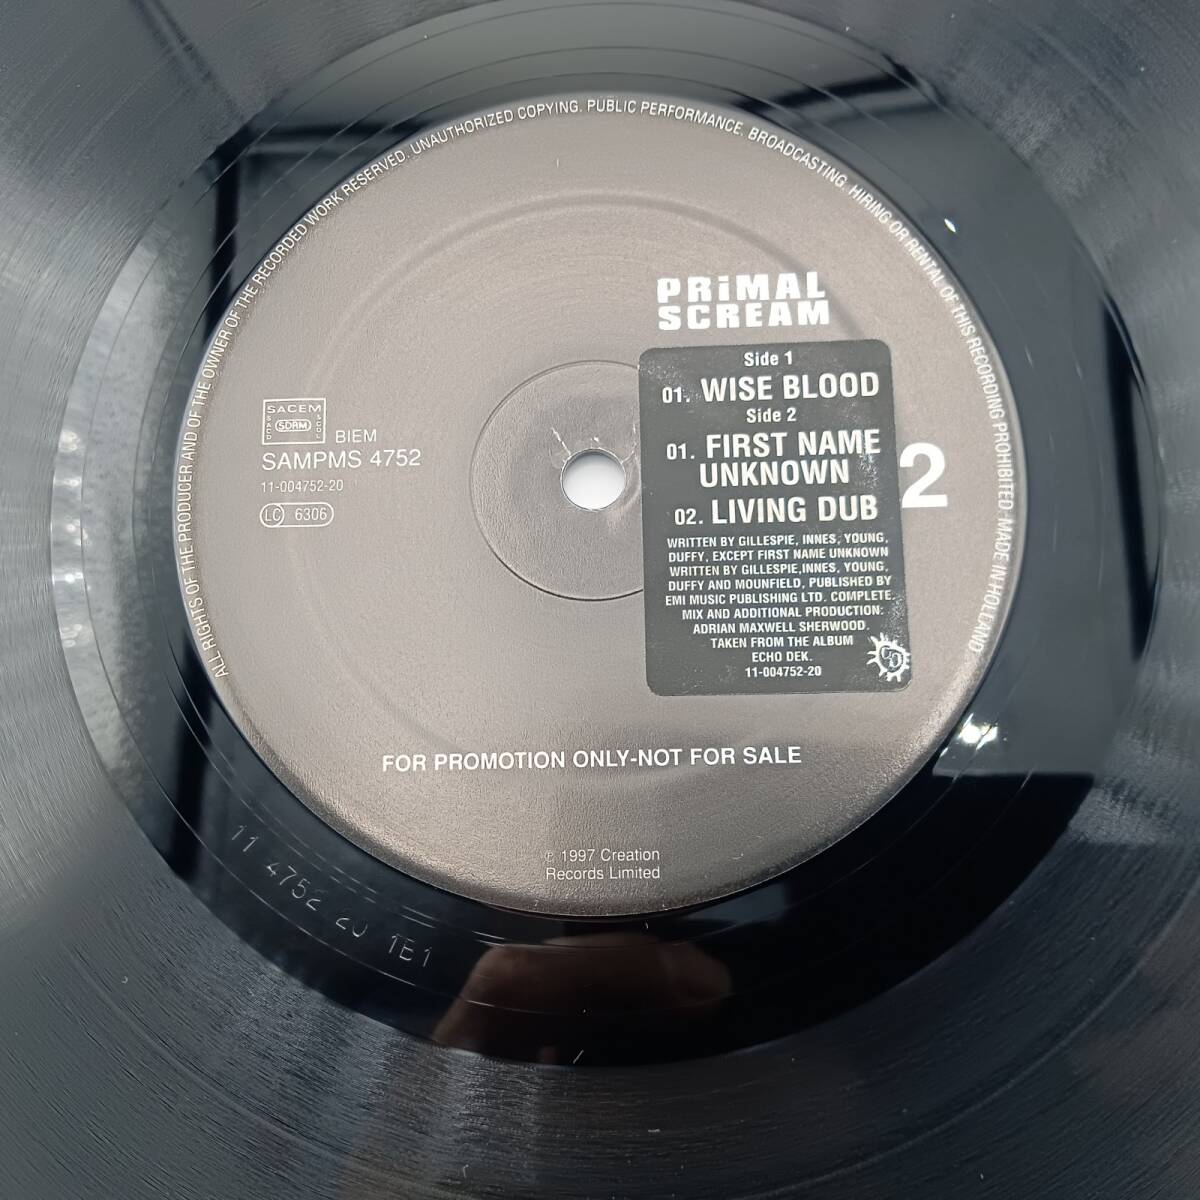 ALL RIGHTS OF THE PRODUCER AND OF THE OWNER OF THE RECORDED WORK RESERVED. UNAUTHORIZED COPYING. PUBLIC PERFORMANCE. BROADCASTING. HIRING OR RENTAL OF THIS RECORDING PROHIBITED. MADE IN HOLLAND
PRiMAL
SCREAM
SACEM
SACD SDRM SGDL
BIEM
SAMPMS 4752
11-004752-20
LC 6306
Side 1
01. WISE BLOOD
Side 2
01. FIRST NAME
UNKNOWN
02. LIVING DUB
WRITTEN BY GILLESPIE, INNES, YOUNG,
DUFFY, EXCEPT FIRST NAME UNKNOWN
WRITTEN BY GILLESPIE,INNES, YOUNG,
DUFFY AND MOUNFIELD, PUBLISHED BY
EMI MUSIC PUBLISHING LTD. COMPLETE
MIX AND ADDITIONAL PRODUCTION:
ADRIAN MAXWELL SHERWOOD.
TAKEN FROM THE ALBUM
ECHO DEK.
11-004752-20
2
FOR PROMOTION ONLY-NOT FOR SALE
℗ 1997 Creation
Records Limited
11 4752 20 1E1